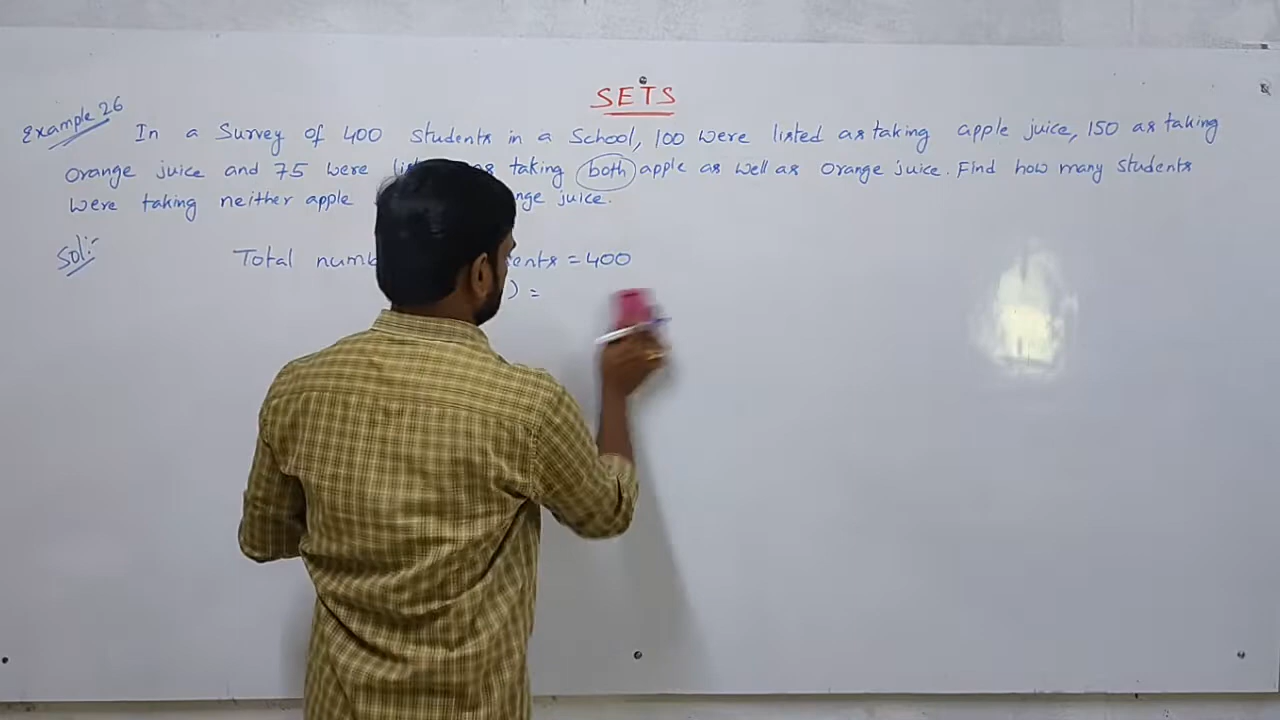 SETS
Example 26
In a Survey of 400 students in a School, 100 were listed as taking apple juice, 150 as taking
orange juice and 75 were taking both apple as well as orange juice. Find how many students
were taking neither apple juice.
Sol:-
Total = 400
) =